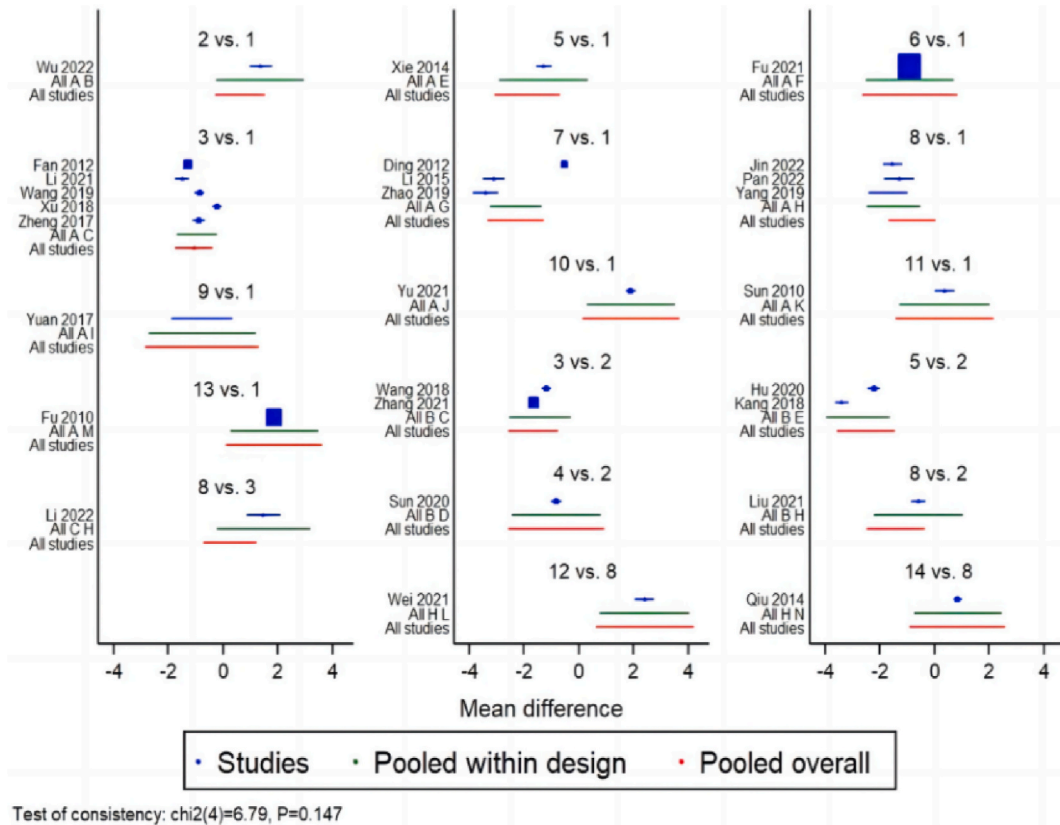 2 vs. 1
Wu 2022
All A B
All studies
3 vs. 1
Fan 2012
Li 2021
Wang 2019
Xu 2018
Zheng 2017
All A C
All studies
9 vs. 1
Yuan 2017
All A I
All studies
13 vs. 1
Fu 2010
All A M
All studies
8 vs. 3
Li 2022
All C H
All studies
-4 -2 0 2 4
5 vs. 1
Xie 2014
All A E
All studies
7 vs. 1
Ding 2012
Li 2015
Zhao 2019
All A G
All studies
10 vs. 1
Yu 2021
All A J
All studies
3 vs. 2
Wang 2018
Zhang 2021
All B C
All studies
4 vs. 2
Sun 2020
All B D
All studies
12 vs. 8
Wei 2021
All H L
All studies
-4 -2 0 2 4
6 vs. 1
Fu 2021
All A F
All studies
8 vs. 1
Jin 2022
Pan 2022
Yang 2019
All A H
All studies
11 vs. 1
Sun 2010
All A K
All studies
5 vs. 2
Hu 2020
Kang 2018
All B E
All studies
8 vs. 2
Liu 2021
All B H
All studies
14 vs. 8
Qiu 2014
All H N
All studies
-4 -2 0 2 4
Mean difference
Studies Pooled within design Pooled overall
Test of consistency: chi2(4)=6.79, P=0.147